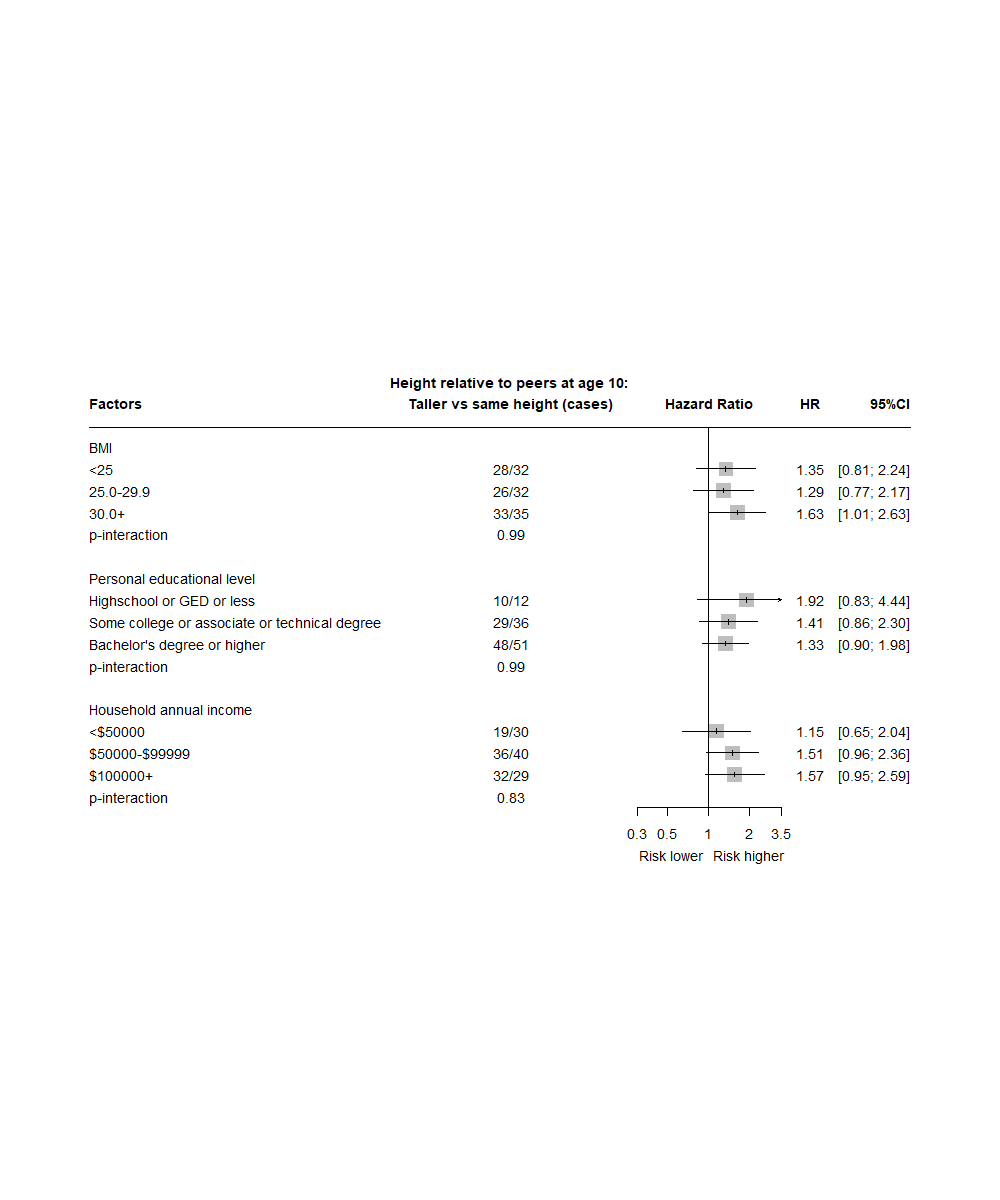 Height relative to peers at age 10:
Factors Taller vs same height (cases) Hazard Ratio HR 95%CI
BMI
<25 28/32 1.35 [0.81; 2.24]
25.0-29.9 26/32 1.29 [0.77; 2.17]
30.0+ 33/35 1.63 [1.01; 2.63]
p-interaction 0.99
Personal educational level
Highschool or GED or less 10/12 1.92 [0.83; 4.44]
Some college or associate or technical degree 29/36 1.41 [0.86; 2.30]
Bachelor's degree or higher 48/51 1.33 [0.90; 1.98]
p-interaction 0.99
Household annual income
<$50000 19/30 1.15 [0.65; 2.04]
$50000-$99999 36/40 1.51 [0.96; 2.36]
$100000+ 32/29 1.57 [0.95; 2.59]
p-interaction 0.83
0.3 0.5 1 2 3.5
Risk lower Risk higher